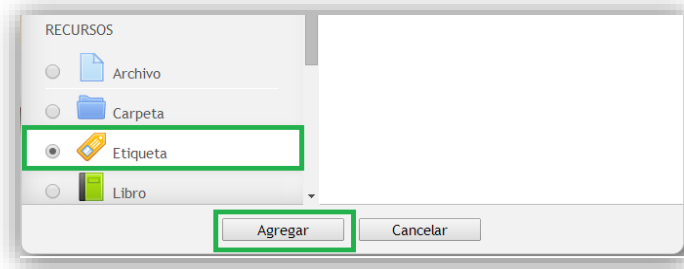 RECURSOS
Archivo
Carpeta
Etiqueta
Libro
Agregar Cancelar